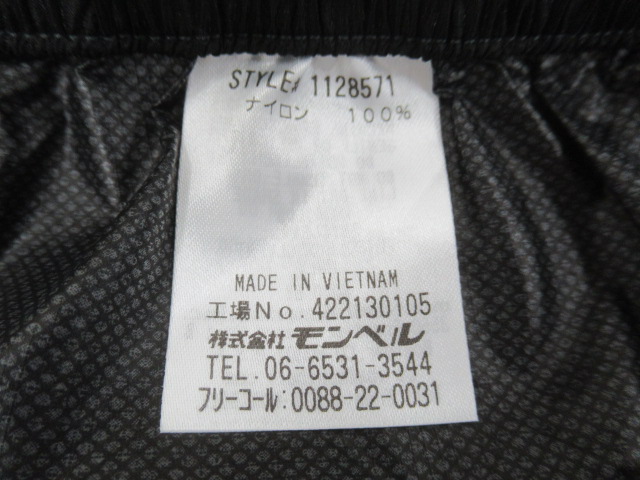 STYLE# 1128571
ナイロン 100%
MADE IN VIETNAM
工場No.422130105
株式会社 モンベル
TEL.06-6531-3544
フリーコール:0088-22-0031